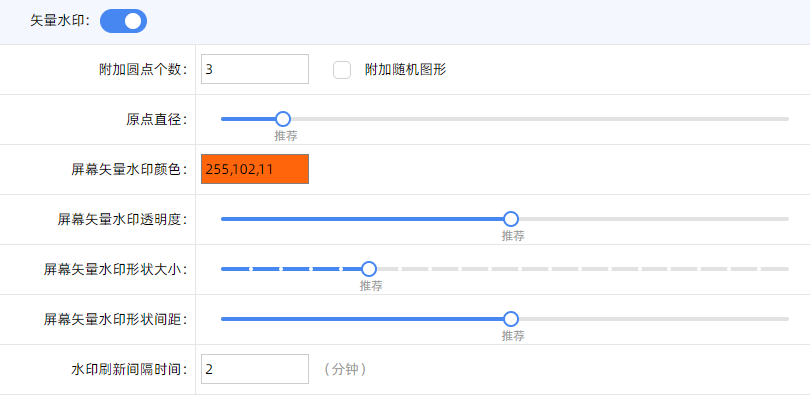 矢量水印：
附加圆点个数： 3 附加随机图形
原点直径：
推荐
屏幕矢量水印颜色： 255,102,11
屏幕矢量水印透明度：
推荐
屏幕矢量水印形状大小：
推荐
屏幕矢量水印形状间距：
推荐
水印刷新间隔时间： 2 （分钟）